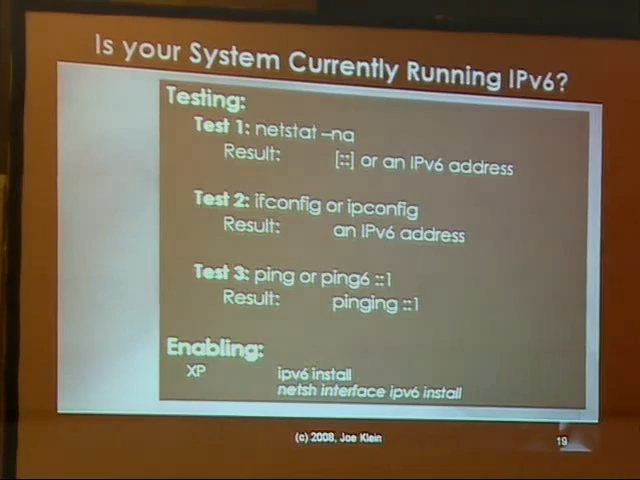 Is your System Currently Running IPv6?
Testing:
Test 1: netstat –na
Result: [::] or an IPv6 address
Test 2: ifconfig or ipconfig
Result: an IPv6 address
Test 3: ping or ping6 ::1
Result: pinging ::1
Enabling:
XP ipv6 install
netsh interface ipv6 install
(c) 2008, Joe Klein
19